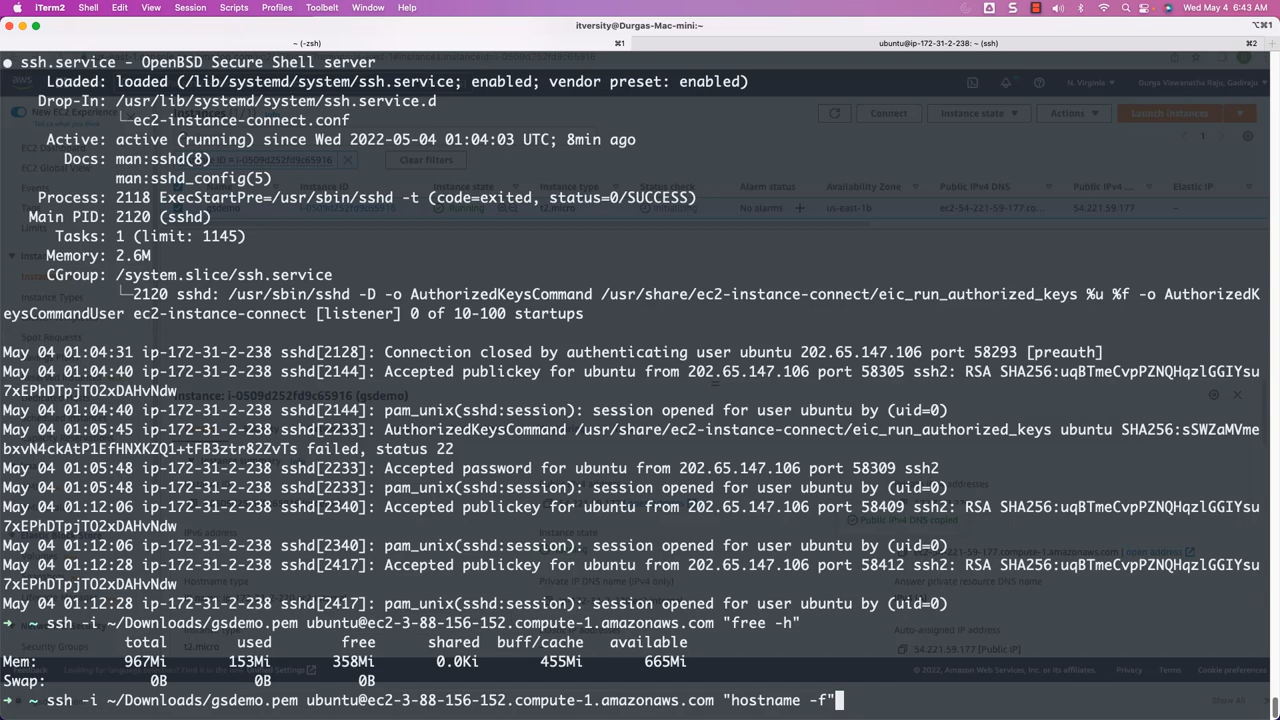 iTerm2 Shell Edit View Session Scripts Profiles Toolbelt Window Help Wed May 4 6:43 AM
itversity@Durgas-Mac-mini:~
~ (-zsh) ⌘1 ubuntu@ip-172-31-2-238: ~ (ssh) ⌘2
● ssh.service - OpenBSD Secure Shell server
Loaded: loaded (/lib/systemd/system/ssh.service; enabled; vendor preset: enabled)
Drop-In: /usr/lib/systemd/system/ssh.service.d
└─ec2-instance-connect.conf
Active: active (running) since Wed 2022-05-04 01:04:03 UTC; 8min ago
Docs: man:sshd(8)
man:sshd_config(5)
Process: 2118 ExecStartPre=/usr/sbin/sshd -t (code=exited, status=0/SUCCESS)
Main PID: 2120 (sshd)
Tasks: 1 (limit: 1145)
Memory: 2.6M
CGroup: /system.slice/ssh.service
└─2120 sshd: /usr/sbin/sshd -D -o AuthorizedKeysCommand /usr/share/ec2-instance-connect/eic_run_authorized_keys %u %f -o AuthorizedK
eysCommandUser ec2-instance-connect [listener] 0 of 10-100 startups
May 04 01:04:31 ip-172-31-2-238 sshd[2128]: Connection closed by authenticating user ubuntu 202.65.147.106 port 58293 [preauth]
May 04 01:04:40 ip-172-31-2-238 sshd[2144]: Accepted publickey for ubuntu from 202.65.147.106 port 58305 ssh2: RSA SHA256:uqBTmeCvpPZNQHqzlGGIYsu
7xEPhDTpjTO2xDAHvNdw
May 04 01:04:40 ip-172-31-2-238 sshd[2144]: pam_unix(sshd:session): session opened for user ubuntu by (uid=0)
May 04 01:05:45 ip-172-31-2-238 sshd[2233]: AuthorizedKeysCommand /usr/share/ec2-instance-connect/eic_run_authorized_keys ubuntu SHA256:sSWZaMVme
bxvN4ckAtP1EfHNXKZQ1+tFB3ztr82ZvTs failed, status 22
May 04 01:05:48 ip-172-31-2-238 sshd[2233]: Accepted password for ubuntu from 202.65.147.106 port 58309 ssh2
May 04 01:05:48 ip-172-31-2-238 sshd[2233]: pam_unix(sshd:session): session opened for user ubuntu by (uid=0)
May 04 01:12:06 ip-172-31-2-238 sshd[2340]: Accepted publickey for ubuntu from 202.65.147.106 port 58409 ssh2: RSA SHA256:uqBTmeCvpPZNQHqzlGGIYsu
7xEPhDTpjTO2xDAHvNdw
May 04 01:12:06 ip-172-31-2-238 sshd[2340]: pam_unix(sshd:session): session opened for user ubuntu by (uid=0)
May 04 01:12:28 ip-172-31-2-238 sshd[2417]: Accepted publickey for ubuntu from 202.65.147.106 port 58412 ssh2: RSA SHA256:uqBTmeCvpPZNQHqzlGGIYsu
7xEPhDTpjTO2xDAHvNdw
May 04 01:12:28 ip-172-31-2-238 sshd[2417]: pam_unix(sshd:session): session opened for user ubuntu by (uid=0)
➜ ~ ssh -i ~/Downloads/gsdemo.pem ubuntu@ec2-3-88-156-152.compute-1.amazonaws.com "free -h"
total used free shared buff/cache available
Mem: 967Mi 153Mi 358Mi 0.0Ki 455Mi 665Mi
Swap: 0B 0B 0B
➜ ~ ssh -i ~/Downloads/gsdemo.pem ubuntu@ec2-3-88-156-152.compute-1.amazonaws.com "hostname -f"